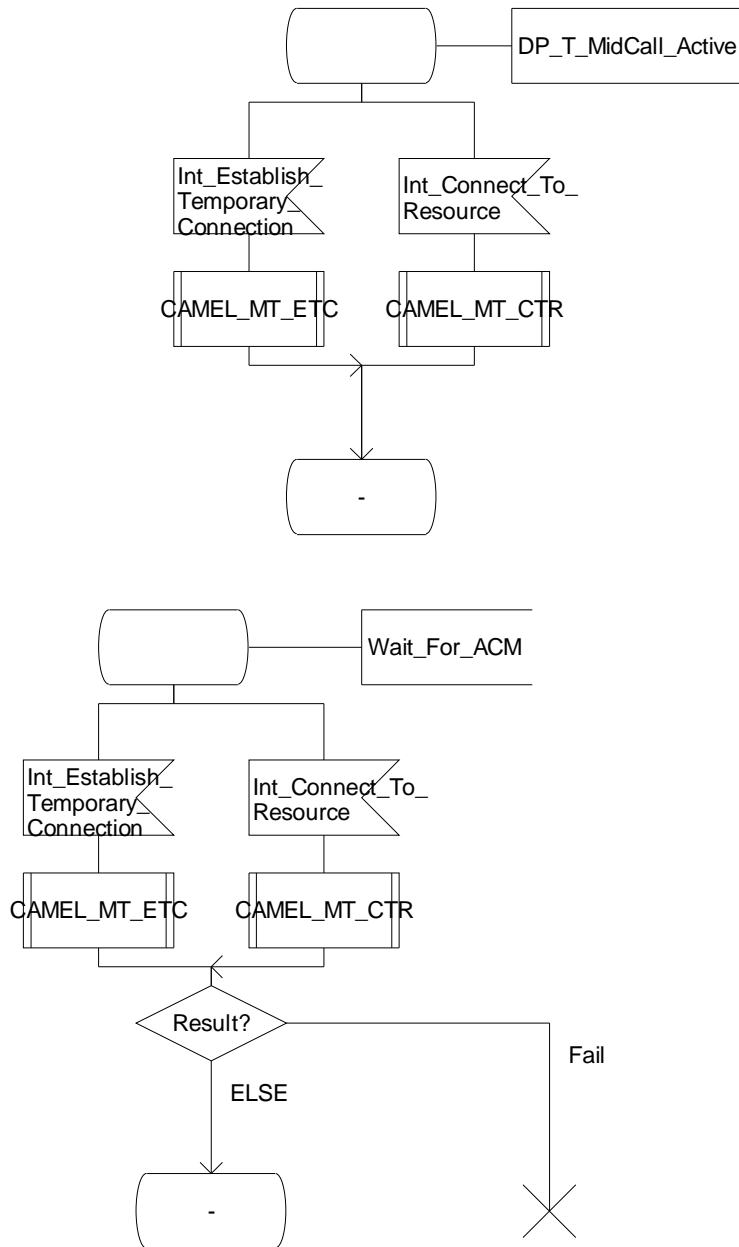 DP_T_MidCall_Active
Int_Establish_
Temporary_
Connection
Int_Connect_To_
Resource
CAMEL_MT_ETC
CAMEL_MT_CTR
-
Wait_For_ACM
Int_Establish_
Temporary_
Connection
Int_Connect_To_
Resource
CAMEL_MT_ETC
CAMEL_MT_CTR
Result?
Fail
ELSE
-